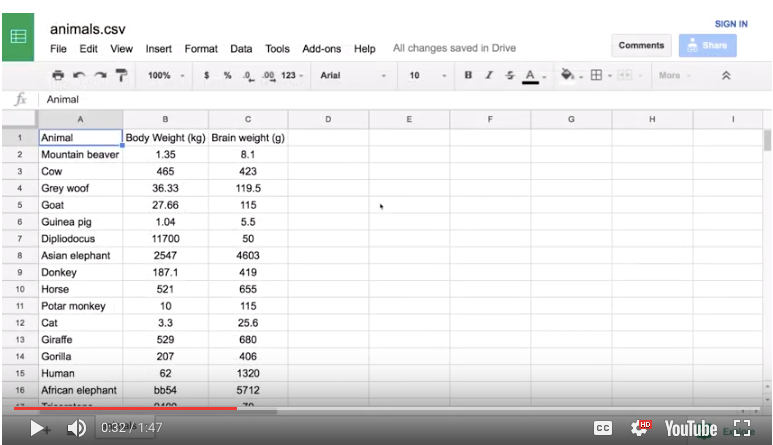 animals.csv
SIGN IN
File Edit View Insert Format Data Tools Add-ons Help All changes saved in Drive
Comments Share
100% $ % .0 .00 123 Arial 10 B I S A More
fx Animal
A B C D E F G H I
1 Animal Body Weight (kg) Brain weight (g)
2 Mountain beaver 1.35 8.1
3 Cow 465 423
4 Grey woof 36.33 119.5
5 Goat 27.66 115
6 Guinea pig 1.04 5.5
7 Dipliodocus 11700 50
8 Asian elephant 2547 4603
9 Donkey 187.1 419
10 Horse 521 655
11 Potar monkey 10 115
12 Cat 3.3 25.6
13 Giraffe 529 680
14 Gorilla 207 406
15 Human 62 1320
16 African elephant bb54 5712
0:32 / 1:47 CC HD YouTube